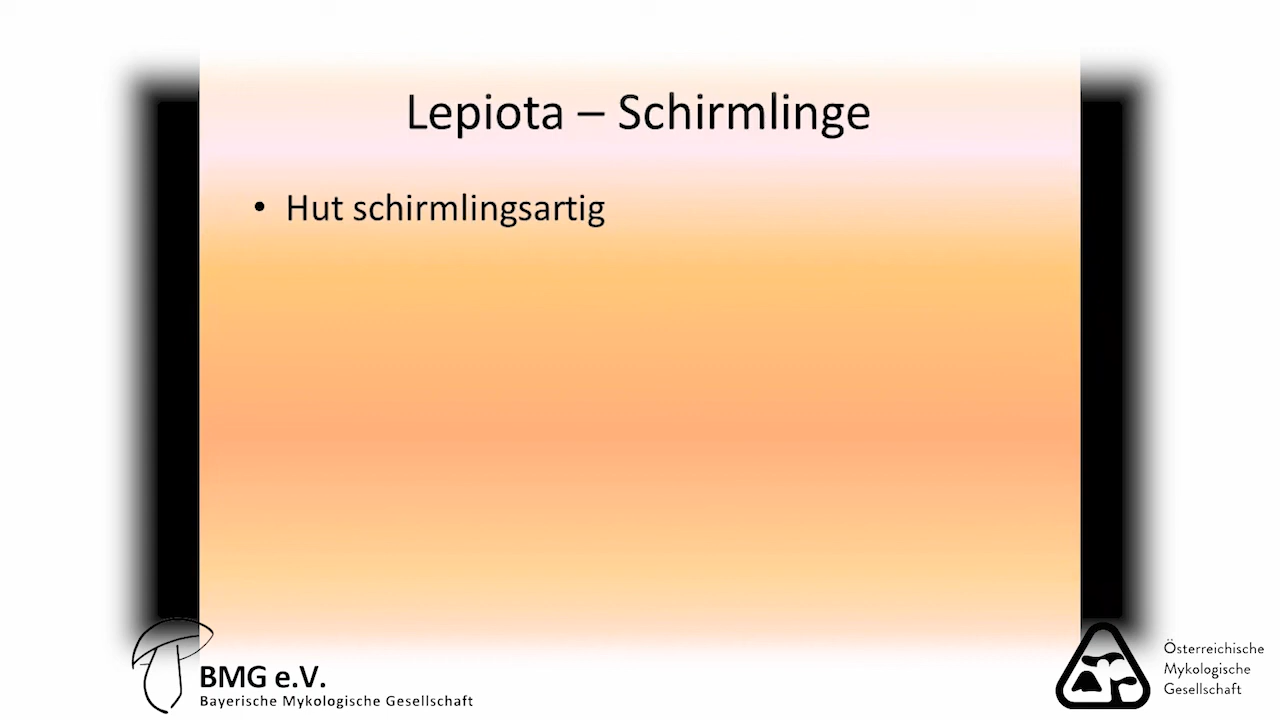 Lepiota – Schirmlinge
• Hut schirmlingsartig
BMG e.V.
Bayerische Mykologische Gesellschaft
Österreichische
Mykologische
Gesellschaft